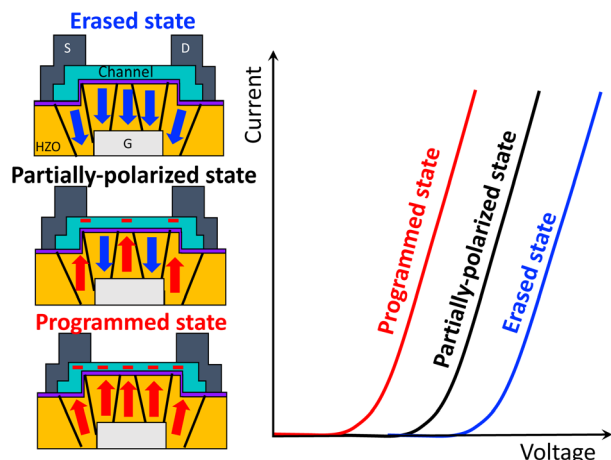 Erased state
S
D
Channel
HZO
G
Partially-polarized state
Programmed state
Current
Programmed state
Partially-polarized state
Erased state
Voltage